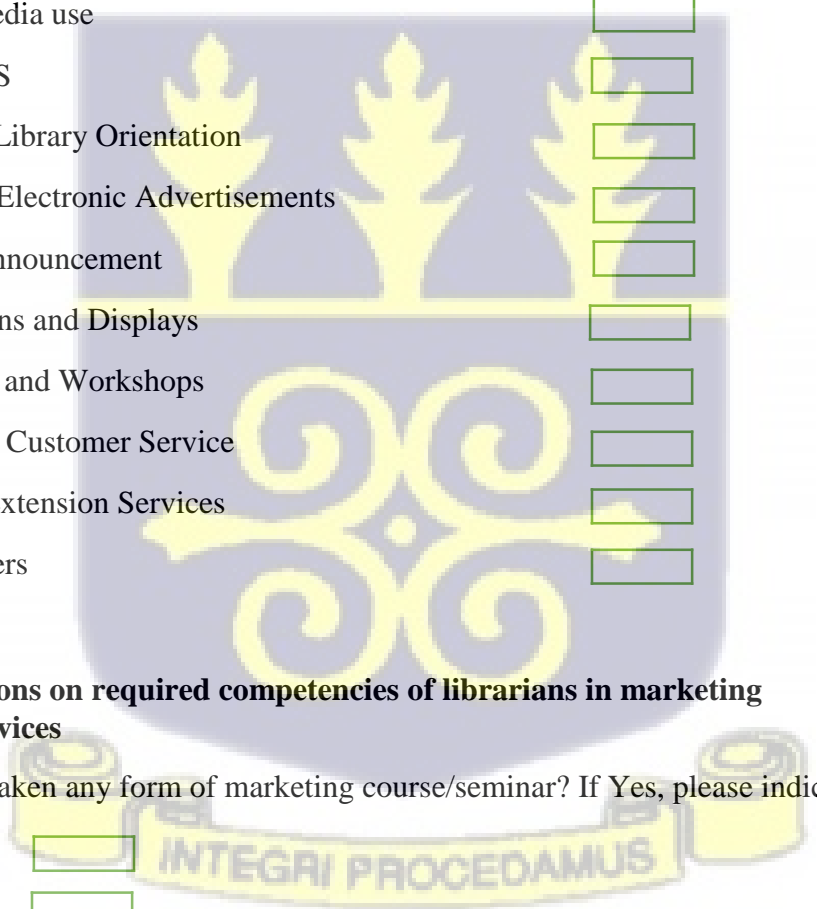 edia use
S
Library Orientation
Electronic Advertisements
nnouncement
ns and Displays
and Workshops
Customer Service
xtension Services
ers
ons on required competencies of librarians in marketing
vices
aken any form of marketing course/seminar? If Yes, please indic
INTEGRI PROCEDAMUS